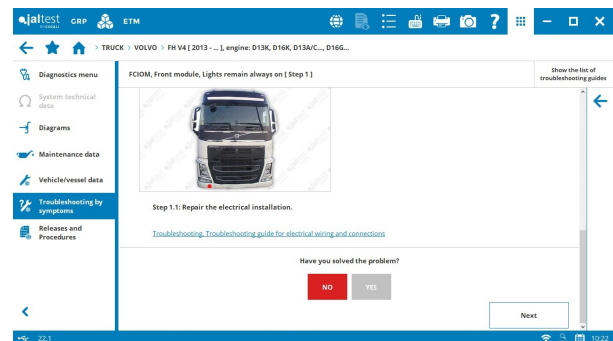 jaltest GRP ETM
TRUCK > VOLVO > FH V4 [ 2013 - ... ], engine: D13K, D16K, D13A/C..., D16G...
Diagnostics menu
System technical
data
Diagrams
Maintenance data
Vehicle/vessel data
Troubleshooting by
symptoms
Releases and
Procedures
FCIOM, Front module, Lights remain always on [ Step 1 ]
Show the list of
troubleshooting guides
Step 1.1: Repair the electrical installation.
Troubleshooting, Troubleshooting guide for electrical wiring and connections
Have you solved the problem?
NO YES
Next
22.1
10:22